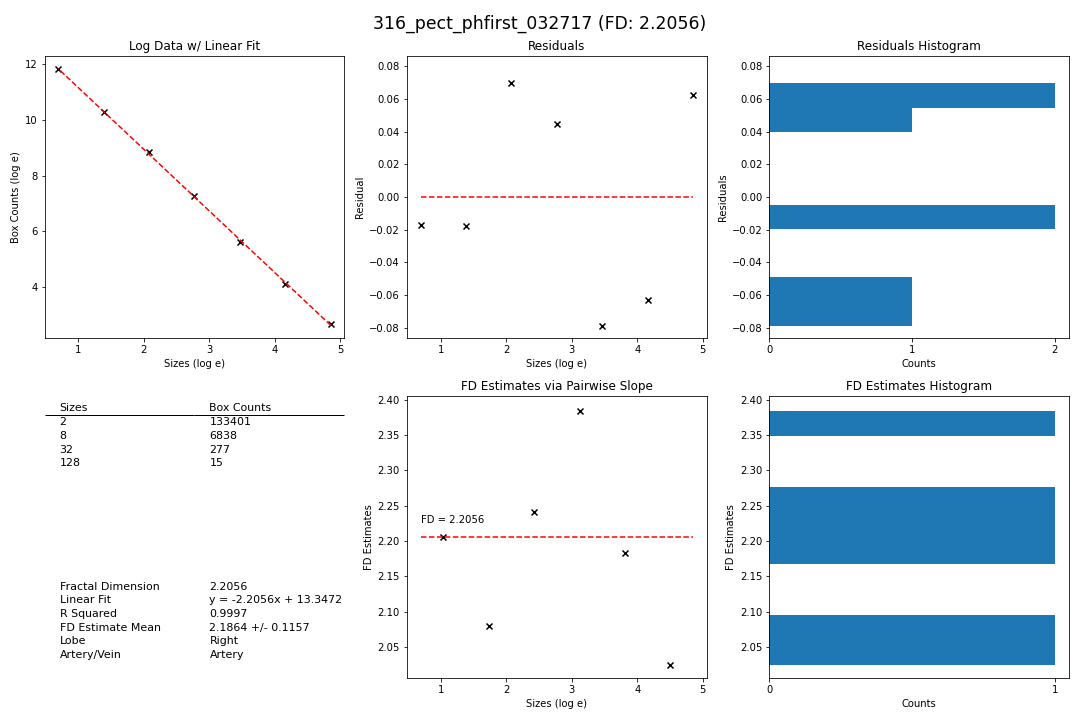 316_pect_phfirst_032717 (FD: 2.2056)
Log Data w/ Linear Fit
Box Counts (log e)
12
10
8
6
4
1 2 3 4 5
Sizes (log e)
Residuals
Residual
0.08
0.06
0.04
0.02
0.00
−0.02
−0.04
−0.06
−0.08
1 2 3 4 5
Sizes (log e)
Residuals Histogram
Residuals
0.08
0.06
0.04
0.02
0.00
−0.02
−0.04
−0.06
−0.08
0 1 2
Counts
Sizes Box Counts
2 133401
8 6838
32 277
128 15
Fractal Dimension 2.2056
Linear Fit y = -2.2056x + 13.3472
R Squared 0.9997
FD Estimate Mean 2.1864 +/- 0.1157
Lobe Right
Artery/Vein Artery
FD Estimates via Pairwise Slope
FD Estimates
2.40
2.35
2.30
2.25
2.20
2.15
2.10
2.05
FD = 2.2056
1 2 3 4 5
Sizes (log e)
FD Estimates Histogram
FD Estimates
2.40
2.35
2.30
2.25
2.20
2.15
2.10
2.05
0 1
Counts